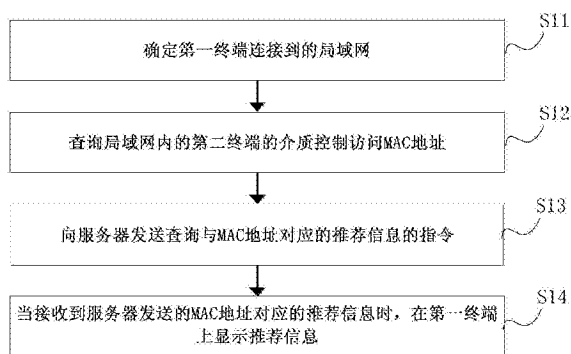 S11
确定第一终端连接到的局域网
S12
查询局域网内的第二终端的介质控制访问MAC地址
S13
向服务器发送查询与MAC地址对应的推荐信息的指令
S14
当接收到服务器发送的MAC地址对应的推荐信息时，在第一终端
上显示推荐信息